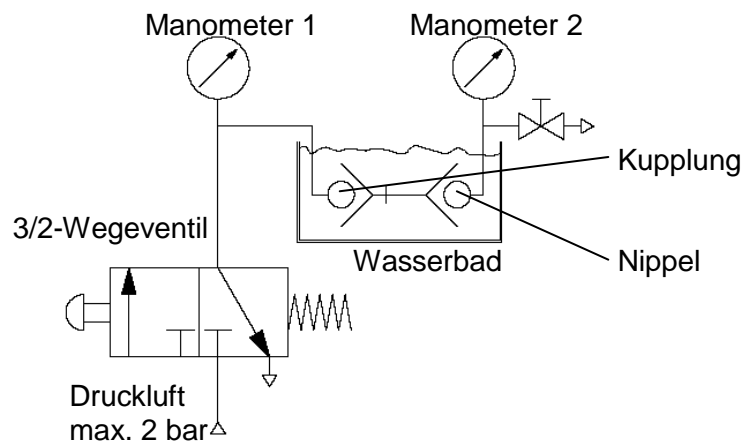 Manometer 1
Manometer 2
Kupplung
3/2-Wegeventil
Wasserbad
Nippel
Druckluft
max. 2 bar